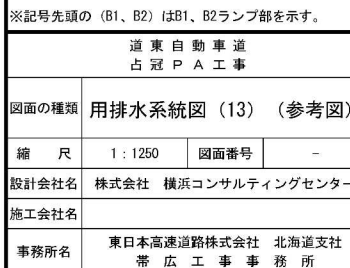 ※記号先頭の（B1、B2）はB1、B2ランプ部を示す。
道東自動車道
占冠ＰＡ工事
図面の種類 用排水系統図（13）（参考図）
縮　尺 1：1250 図面番号 －
設計会社名 株式会社　横浜コンサルティングセンター
施工会社名
事務所名 東日本高速道路株式会社　北海道支社
帯広工事事務所